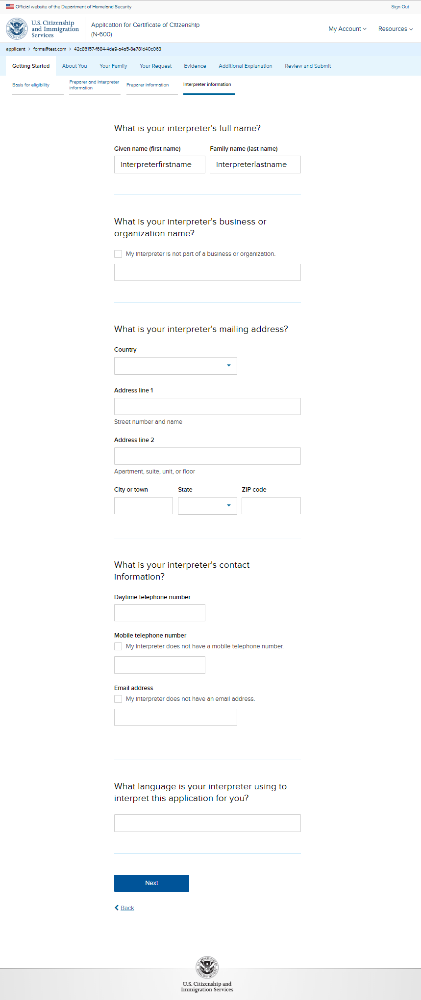 Official website of the Department of Homeland Security
Sign Out
U.S. Citizenship
and Immigration
Services
Application for Certificate of Citizenship
(N-600)
My Account
Resources
applicant > forms@test.com > 42c86157-f684-4de9-a4a5-8e781d40c063
Getting Started About You Your Family Your Request Evidence Additional Explanation Review and Submit
Basis for eligibility
Preparer and interpreter
information
Preparer information
Interpreter information
What is your interpreter's full name?
Given name (first name) Family name (last name)
interpreterfirstname interpreterlastname
What is your interpreter's business or
organization name?
My interpreter is not part of a business or organization.
What is your interpreter's mailing address?
Country
Address line 1
Street number and name
Address line 2
Apartment, suite, unit, or floor
City or town State ZIP code
What is your interpreter's contact
information?
Daytime telephone number
Mobile telephone number
My interpreter does not have a mobile telephone number.
Email address
My interpreter does not have an email address.
What language is your interpreter using to
interpret this application for you?
Next
Back
U.S. Citizenship and
Immigration Services